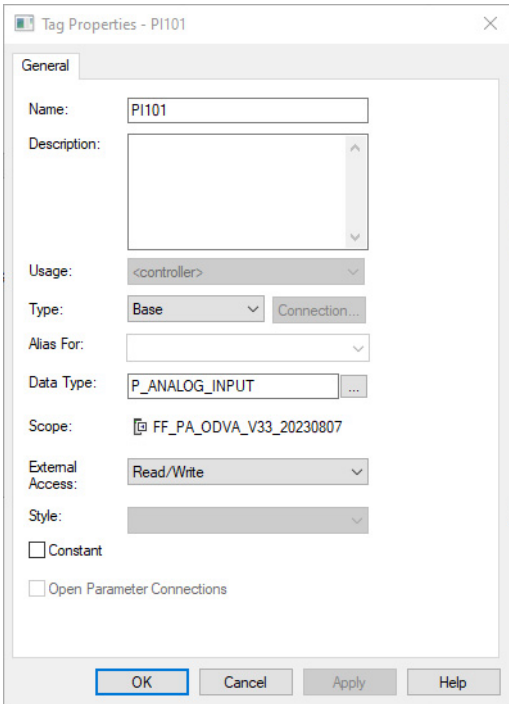 Tag Properties - PI101
General
Name:
PI101
Description:
Usage:
<controller>
Type:
Base
Connection...
Alias For:
Data Type:
P_ANALOG_INPUT
...
Scope:
FF_PA_ODVA_V33_20230807
External
Access:
Read/Write
Style:
Constant
Open Parameter Connections
OK
Cancel
Apply
Help